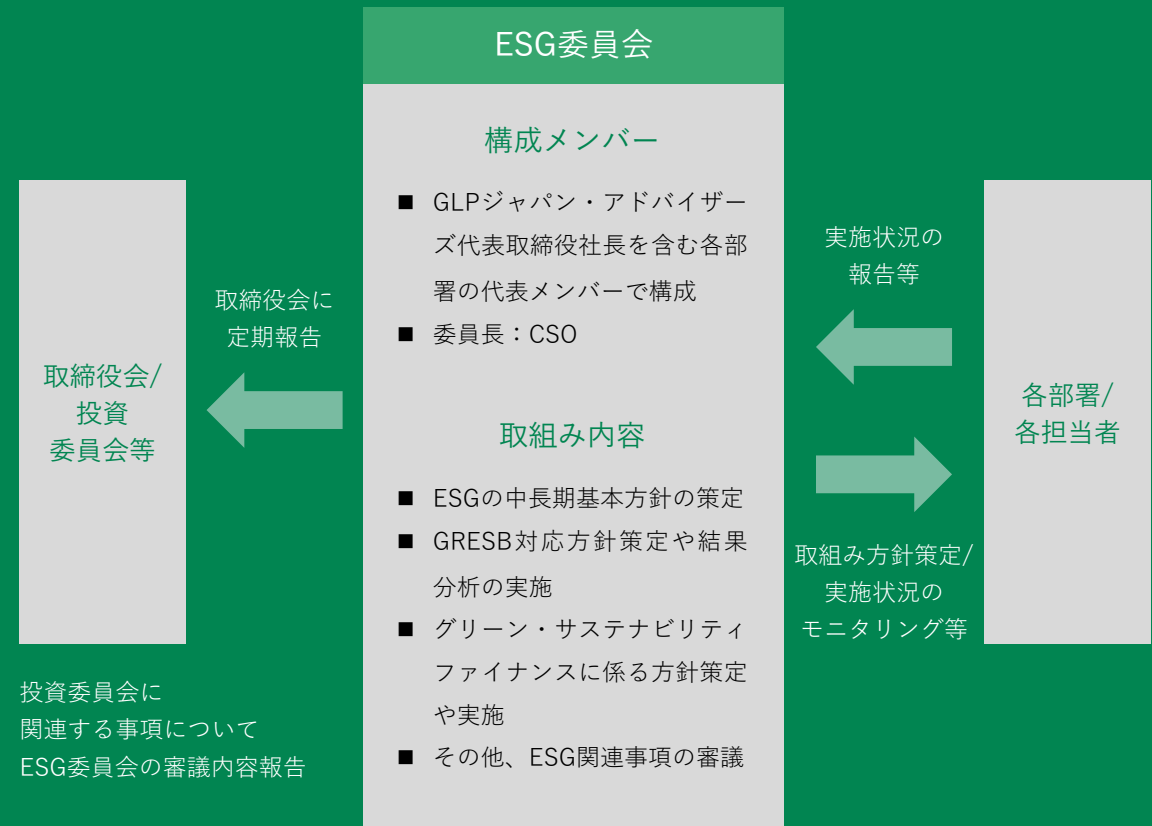 ESG委員会
構成メンバー
■ GLPジャパン・アドバイザー
ズ代表取締役社長を含む各部
署の代表メンバーで構成
■ 委員長：CSO
取組み内容
■ ESGの中長期基本方針の策定
■ GRESB対応方針策定や結果
分析の実施
■ グリーン・サステナビリティ
ファイナンスに係る方針策定
や実施
■ その他、ESG関連事項の審議
取締役会に
定期報告
取締役会/
投資
委員会等
投資委員会に
関連する事項について
ESG委員会の審議内容報告
実施状況の
報告等
各部署/
各担当者
取組み方針策定/
実施状況の
モニタリング等